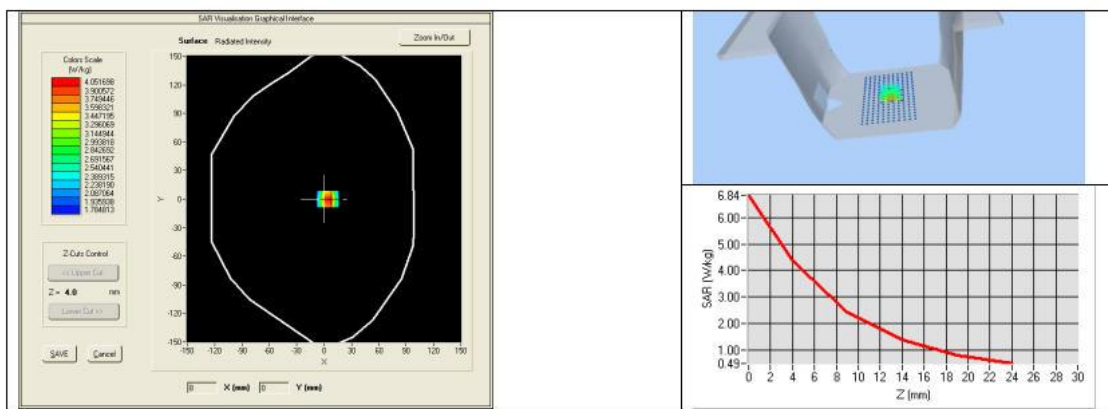 SAR Visualisation Graphical Interface
Surface Radiated Intensity
Zoom In/Out
Colors Scale
(W/kg)
4.051698
3.900572
3.749446
3.598321
3.447195
3.296069
3.144944
2.993818
2.842692
2.691567
2.540441
2.389315
2.238190
2.087064
1.935938
1.784813
Z-Cuts Control
<< Upper Cut
Z = 4.0 mm
Lower Cut >>
SAVE Cancel
150
120
90
60
30
0
-30
-60
-90
-120
-150
Y
-150 -120 -90 -60 -30 0 30 60 90 120 150
X
0 X (mm) 0 Y (mm)
6.84
6.00
5.00
4.00
3.00
2.00
1.00
0.49
SAR (W/kg)
0 2 4 6 8 10 12 14 16 18 20 22 24 26 28 30
Z (mm)